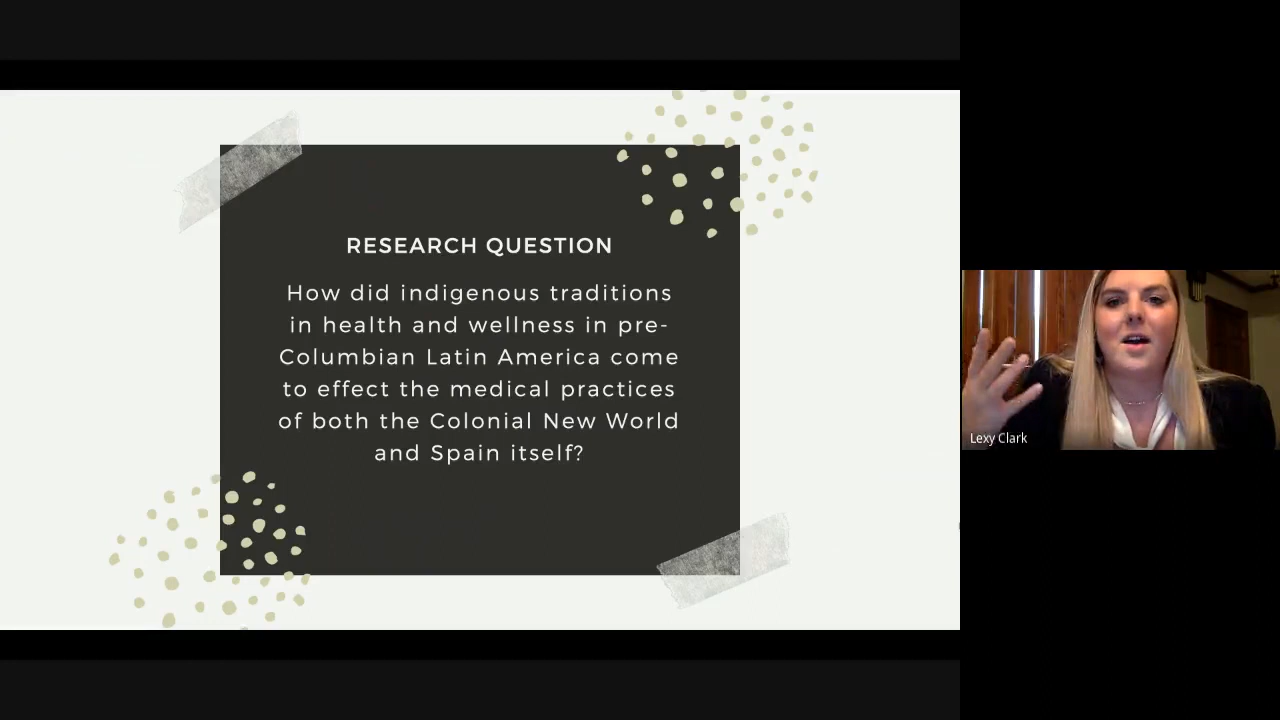 RESEARCH QUESTION
How did indigenous traditions
in health and wellness in pre-
Columbian Latin America come
to effect the medical practices
of both the Colonial New World
and Spain itself?
Lexy Clark